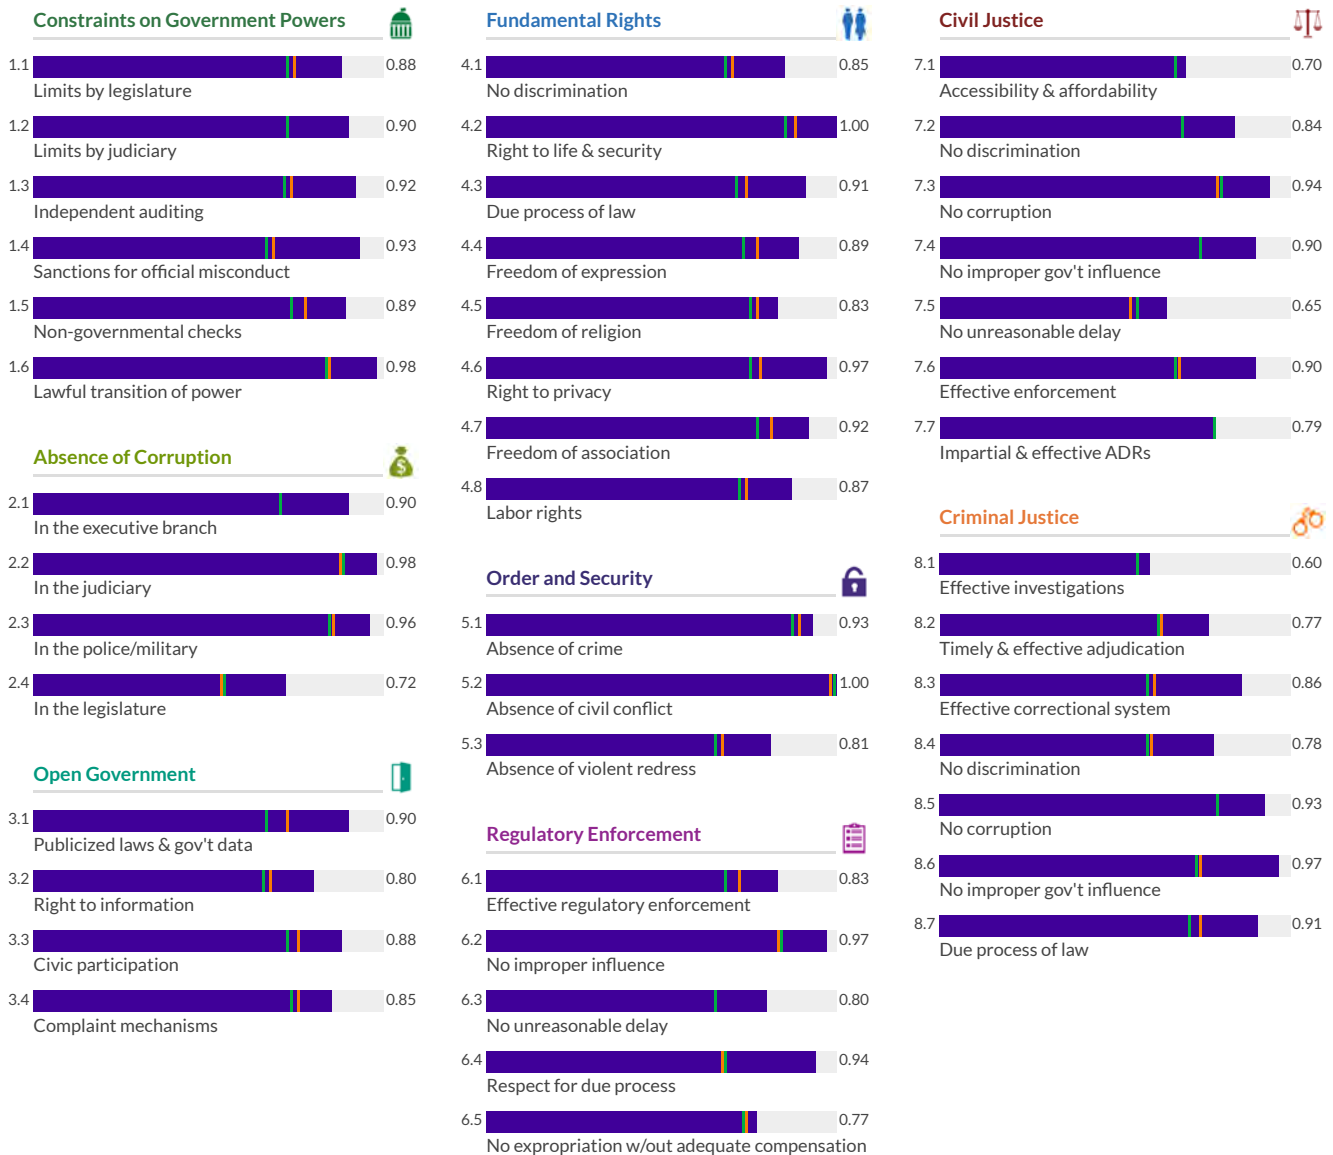 Constraints on Government Powers
1.1 0.88
Limits by legislature
1.2 0.90
Limits by judiciary
1.3 0.92
Independent auditing
1.4 0.93
Sanctions for official misconduct
1.5 0.89
Non-governmental checks
1.6 0.98
Lawful transition of power
Absence of Corruption
$
2.1 0.90
In the executive branch
2.2 0.98
In the judiciary
2.3 0.96
In the police/military
2.4 0.72
In the legislature
Open Government
3.1 0.90
Publicized laws & gov't data
3.2 0.80
Right to information
3.3 0.88
Civic participation
3.4 0.85
Complaint mechanisms
Fundamental Rights
4.1 0.85
No discrimination
4.2 1.00
Right to life & security
4.3 0.91
Due process of law
4.4 0.89
Freedom of expression
4.5 0.83
Freedom of religion
4.6 0.97
Right to privacy
4.7 0.92
Freedom of association
4.8 0.87
Labor rights
Order and Security
5.1 0.93
Absence of crime
5.2 1.00
Absence of civil conflict
5.3 0.81
Absence of violent redress
Regulatory Enforcement
6.1 0.83
Effective regulatory enforcement
6.2 0.97
No improper influence
6.3 0.80
No unreasonable delay
6.4 0.94
Respect for due process
6.5 0.77
No expropriation w/out adequate compensation
Civil Justice
7.1 0.70
Accessibility & affordability
7.2 0.84
No discrimination
7.3 0.94
No corruption
7.4 0.90
No improper gov't influence
7.5 0.65
No unreasonable delay
7.6 0.90
Effective enforcement
7.7 0.79
Impartial & effective ADRs
Criminal Justice
8.1 0.60
Effective investigations
8.2 0.77
Timely & effective adjudication
8.3 0.86
Effective correctional system
8.4 0.78
No discrimination
8.5 0.93
No corruption
8.6 0.97
No improper gov't influence
8.7 0.91
Due process of law